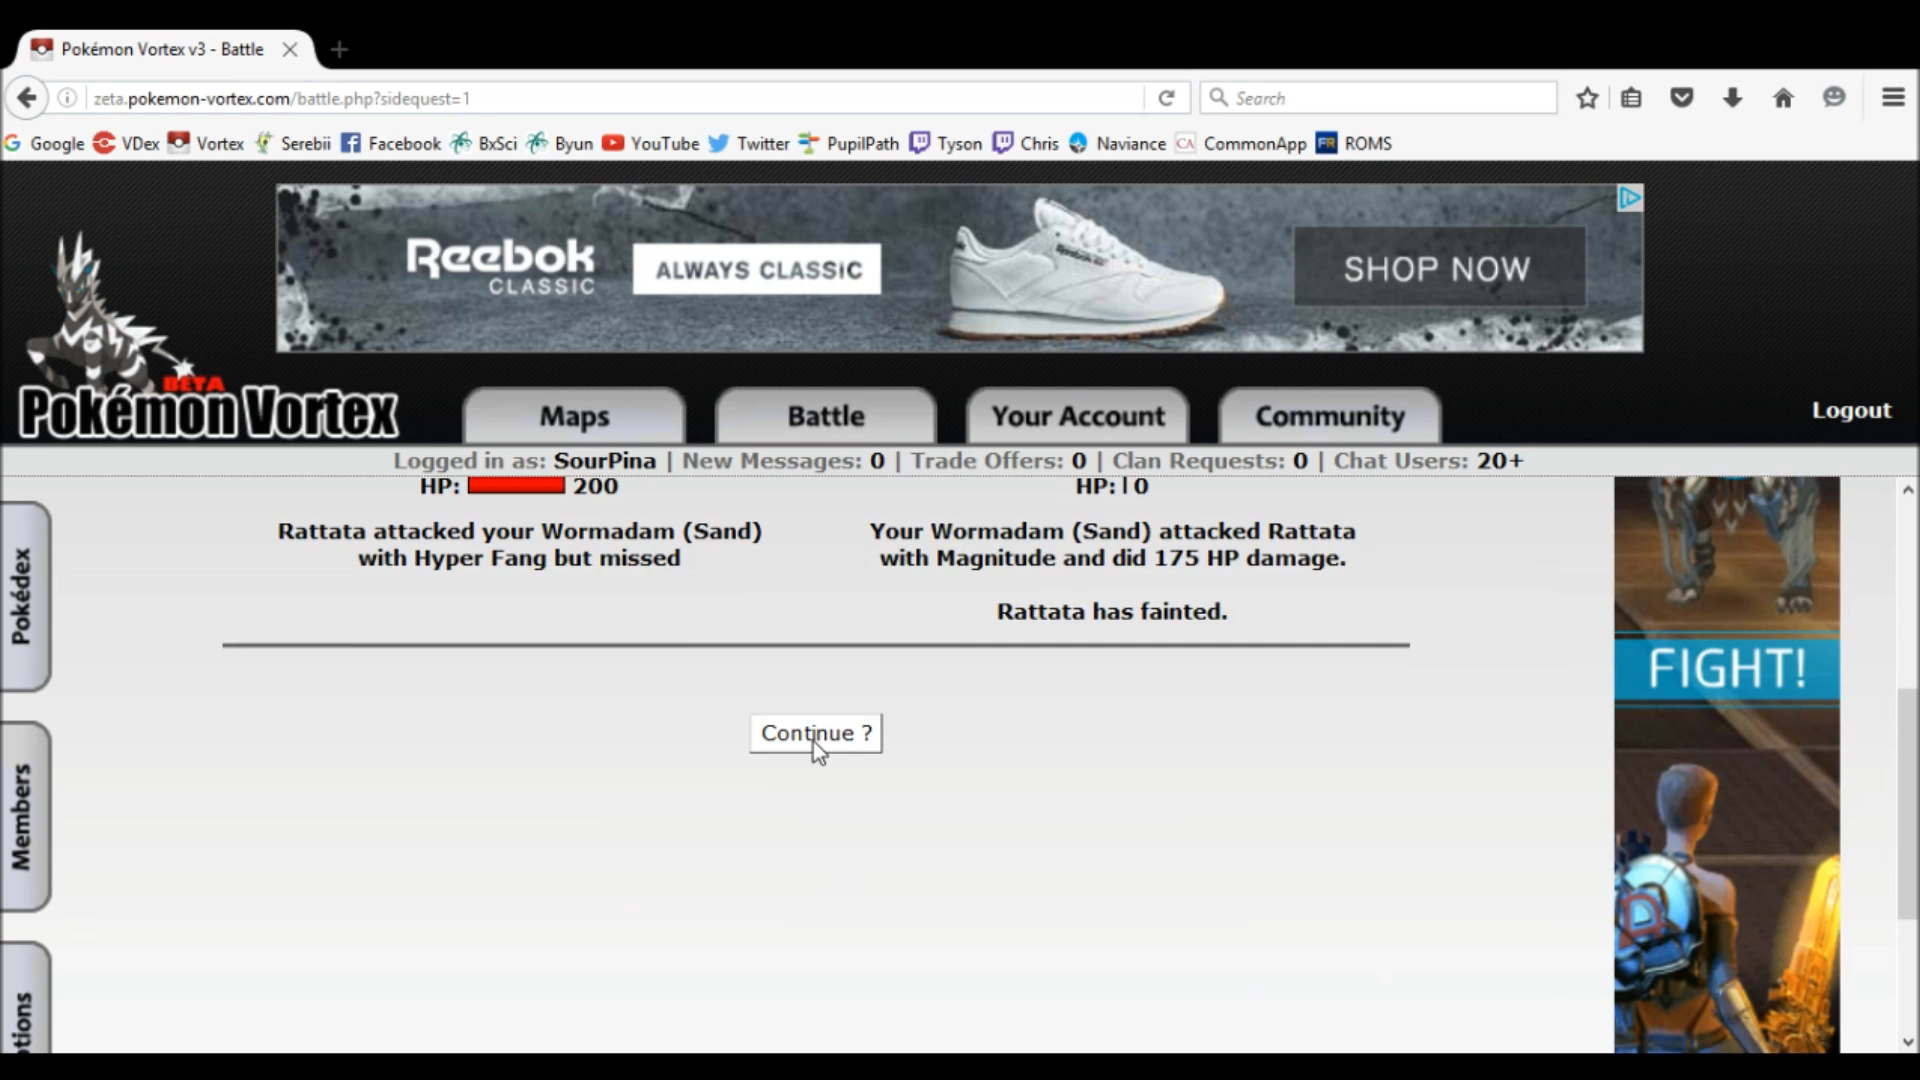 Pokémon Vortex v3 - Battle
zeta.pokemon-vortex.com/battle.php?sidequest=1
Search
Google VDex Vortex Serebii Facebook BxSci Byun YouTube Twitter PupilPath Tyson Chris Naviance CA CommonApp FR ROMS
Reebok
CLASSIC
ALWAYS CLASSIC
SHOP NOW
BETA
Pokémon Vortex
Maps
Battle
Your Account
Community
Logout
Logged in as: SourPina | New Messages: 0 | Trade Offers: 0 | Clan Requests: 0 | Chat Users: 20+
HP: 200
HP: 0
Rattata attacked your Wormadam (Sand)
with Hyper Fang but missed
Your Wormadam (Sand) attacked Rattata
with Magnitude and did 175 HP damage.
Rattata has fainted.
Continue ?
Pokédex
Members
tions
FIGHT!